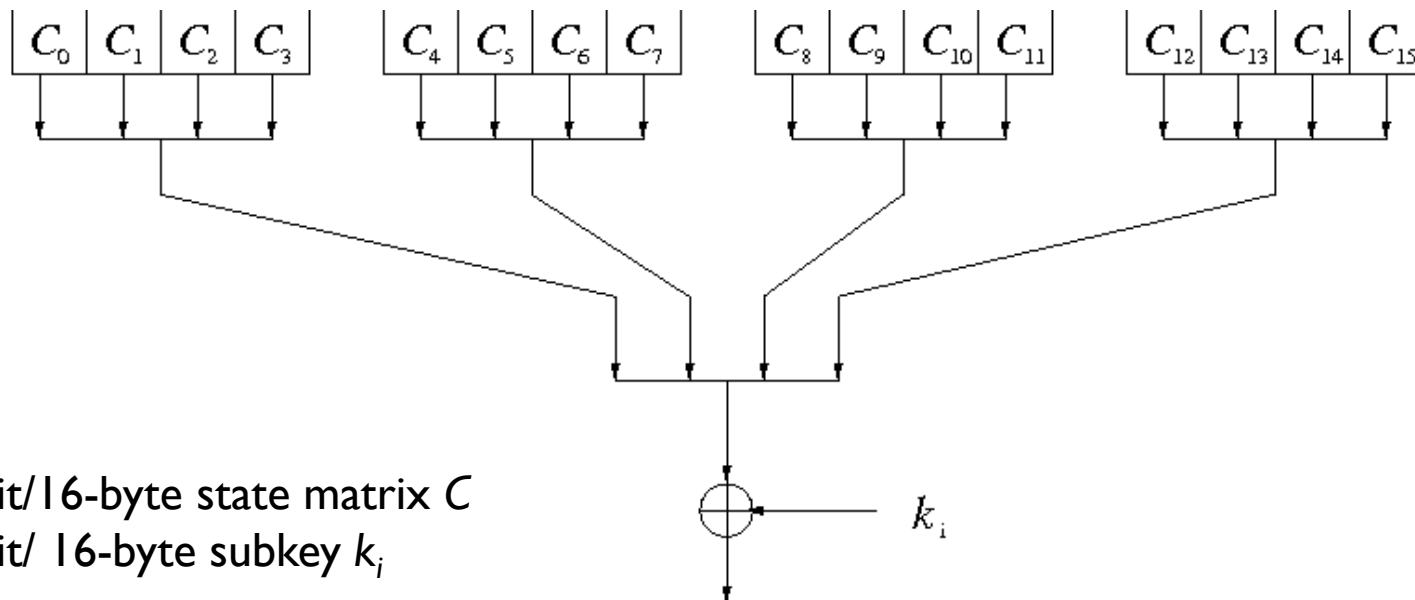 C₀ C₁ C₂ C₃ C₄ C₅ C₆ C₇ C₈ C₉ C₁₀ C₁₁ C₁₂ C₁₃ C₁₄ C₁₅
it/16-byte state matrix C
kᵢ
it/ 16-byte subkey kᵢ